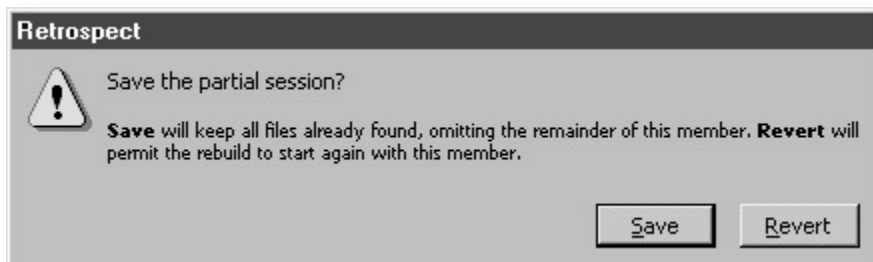 Retrospect
Save the partial session?
Save will keep all files already found, omitting the remainder of this member. Revert will
permit the rebuild to start again with this member.
Save
Revert